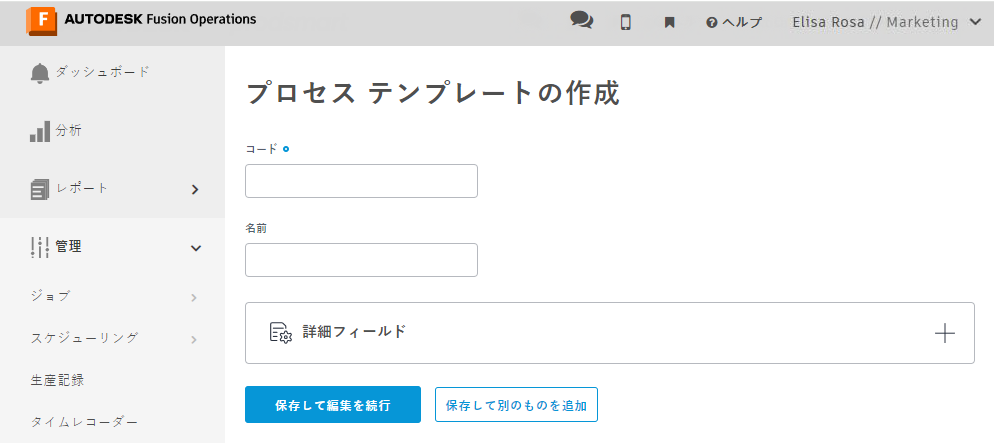 F AUTODESK Fusion Operations
ヘルプ
Elisa Rosa // Marketing
ダッシュボード
分析
レポート
管理
ジョブ
スケジューリング
生産記録
タイムレコーダー
プロセス テンプレートの作成
コード
名前
詳細フィールド
保存して編集を続行
保存して別のものを追加